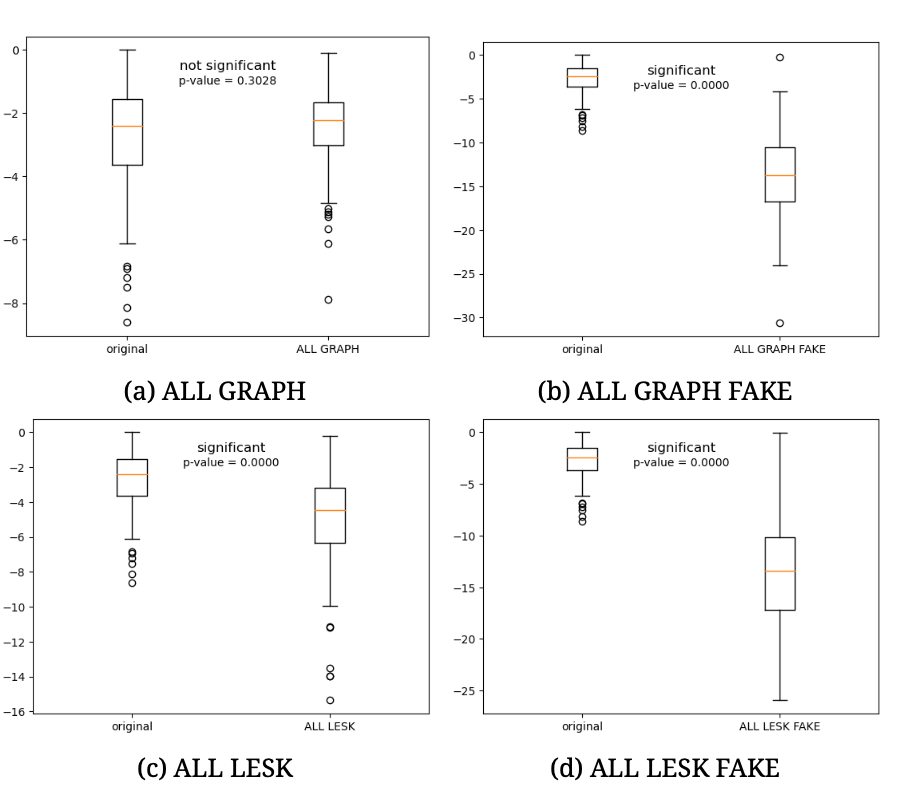 0
−2
−4
−6
−8
not significant
p-value = 0.3028
original
ALL GRAPH
(a) ALL GRAPH
0
−5
−10
−15
−20
−25
−30
significant
p-value = 0.0000
original
ALL GRAPH FAKE
(b) ALL GRAPH FAKE
0
−2
−4
−6
−8
−10
−12
−14
−16
significant
p-value = 0.0000
original
ALL LESK
(c) ALL LESK
0
−5
−10
−15
−20
−25
significant
p-value = 0.0000
original
ALL LESK FAKE
(d) ALL LESK FAKE